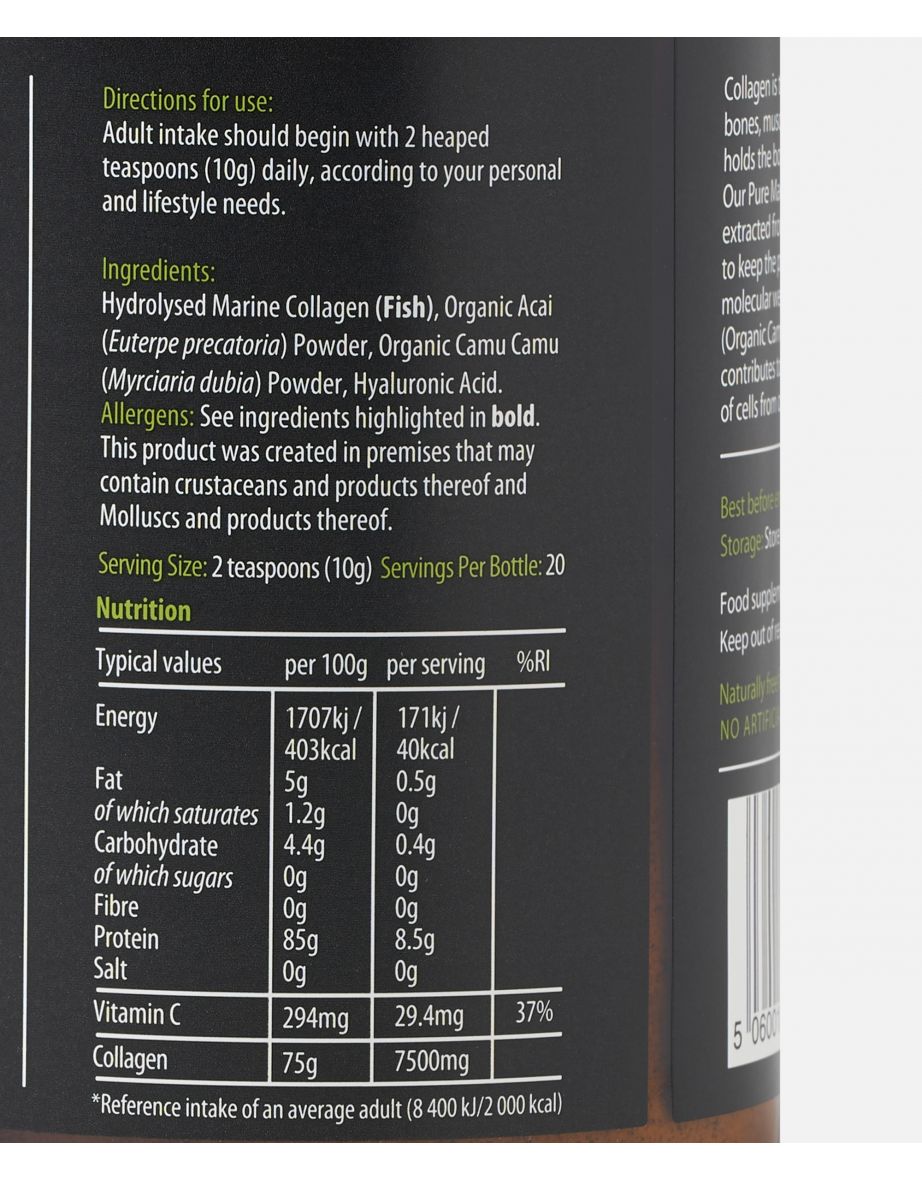 Directions for use:
Adult intake should begin with 2 heaped
teaspoons (10g) daily, according to your personal
and lifestyle needs.
Ingredients:
Hydrolysed Marine Collagen (Fish), Organic Acai
(Euterpe precatoria) Powder, Organic Camu Camu
(Myrciaria dubia) Powder, Hyaluronic Acid.
Allergens: See ingredients highlighted in bold.
This product was created in premises that may
contain crustaceans and products thereof and
Molluscs and products thereof.
Serving Size: 2 teaspoons (10g) Servings Per Bottle: 20
Nutrition
Typical values per 100g per serving %RI
Energy 1707kj / 171kj /
403kcal 40kcal
Fat 5g 0.5g
of which saturates 1.2g 0g
Carbohydrate 4.4g 0.4g
of which sugars 0g 0g
Fibre 0g 0g
Protein 85g 8.5g
Salt 0g 0g
Vitamin C 294mg 29.4mg 37%
Collagen 75g 7500mg
*Reference intake of an average adult (8 400 kJ/2 000 kcal)
Collagen is
bones,
holds the
Our Pure
extracted
to keep the
molecular
(Organic
contributes
of cells from
Best before
Storage:
Food
Keep out of
Naturally
NO
5 06001